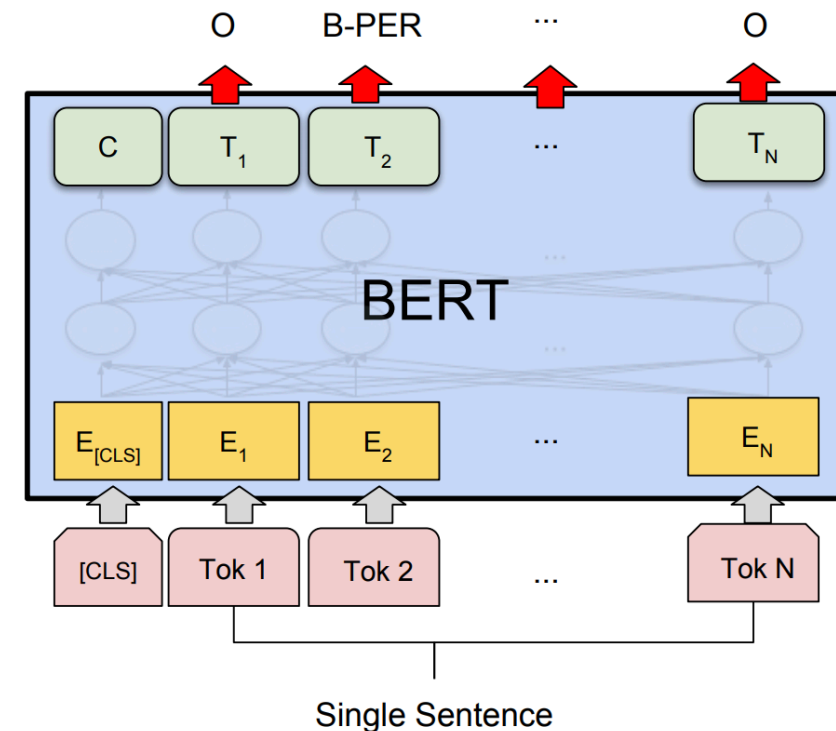 O B-PER ... O
C T1 T2 ... TN
...
BERT
...
E[CLS] E1 E2 ... EN
[CLS] Tok 1 Tok 2 ... Tok N
Single Sentence